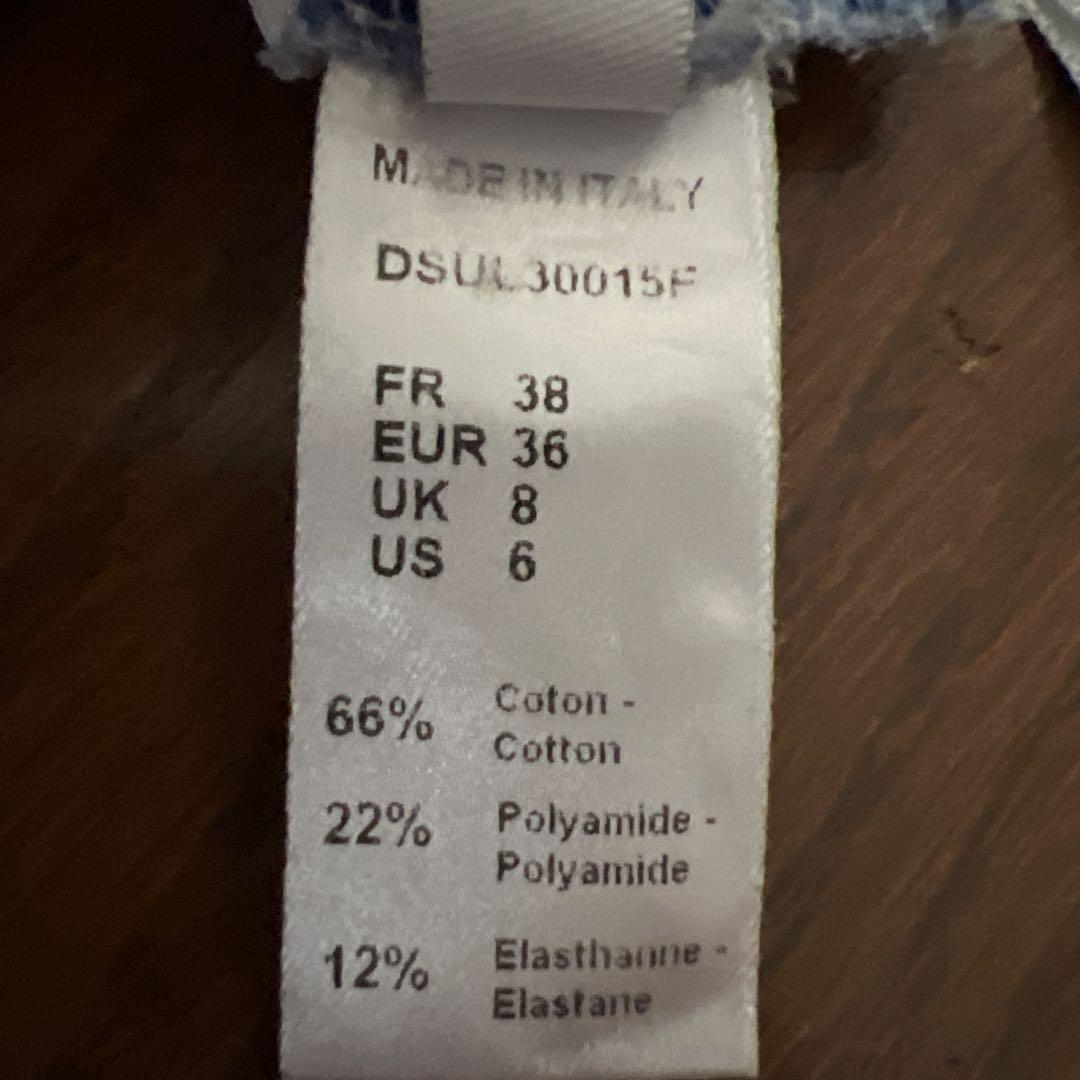 MADE IN ITALY
DSUL30015F
FR 38
EUR 36
UK 8
US 6
66% Coton -
Cotton
22% Polyamide -
Polyamide
12% Elasthanne -
Elastane